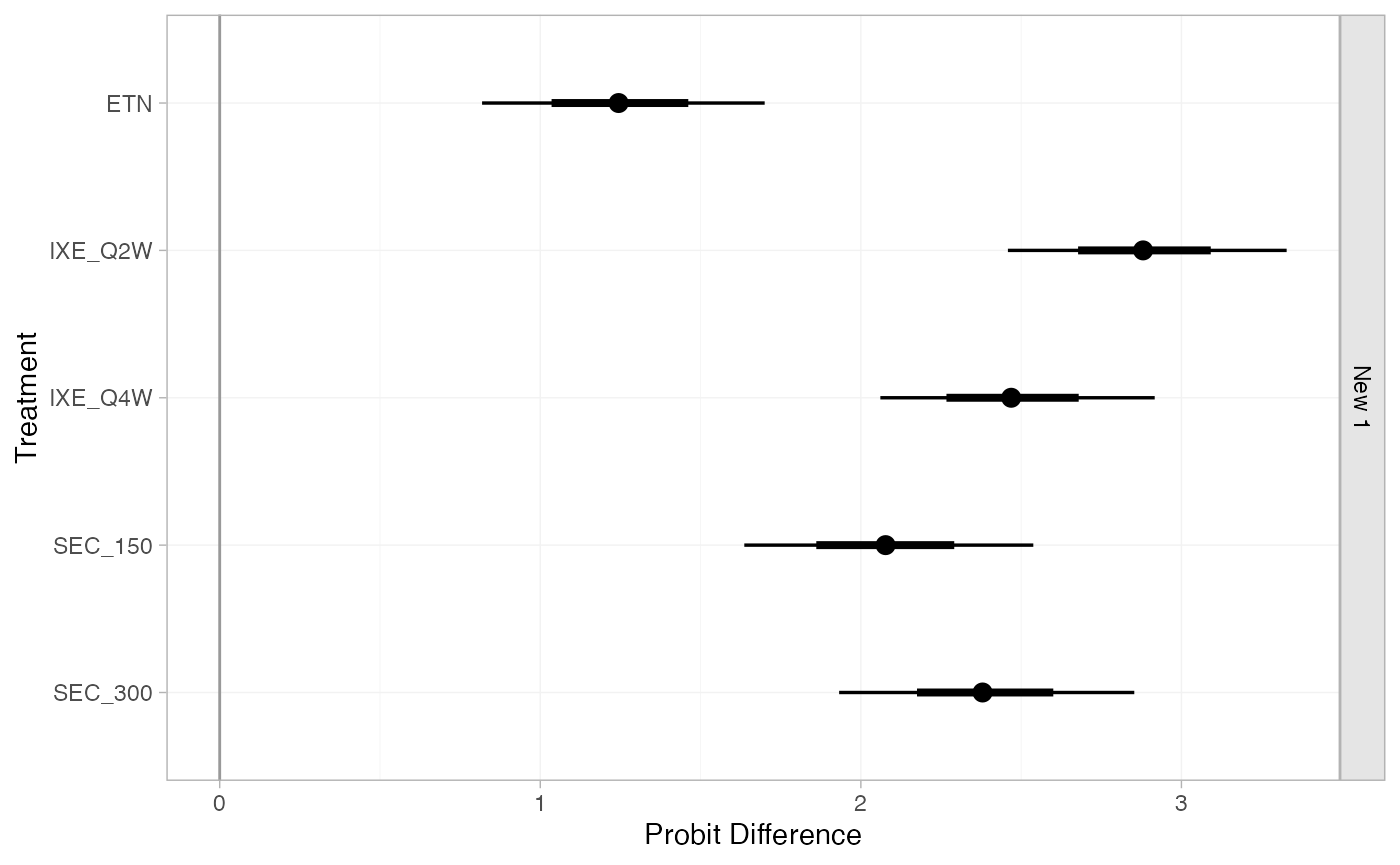 ETN
IXE_Q2W
IXE_Q4W
SEC_150
SEC_300
Treatment
0 1 2 3
Probit Difference
New 1